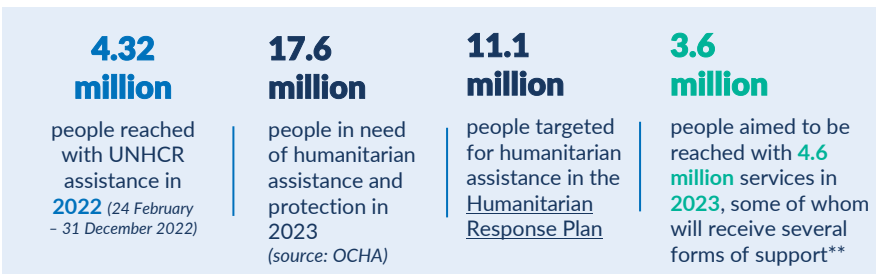 4.32
million
people reached
with UNHCR
assistance in
2022 (24 February
– 31 December 2022)
17.6
million
people in need
of humanitarian
assistance and
protection in
2023
(source: OCHA)
11.1
million
people targeted
for humanitarian
assistance in the
Humanitarian
Response Plan
3.6
million
people aimed to be
reached with 4.6
million services in
2023, some of whom
will receive several
forms of support**